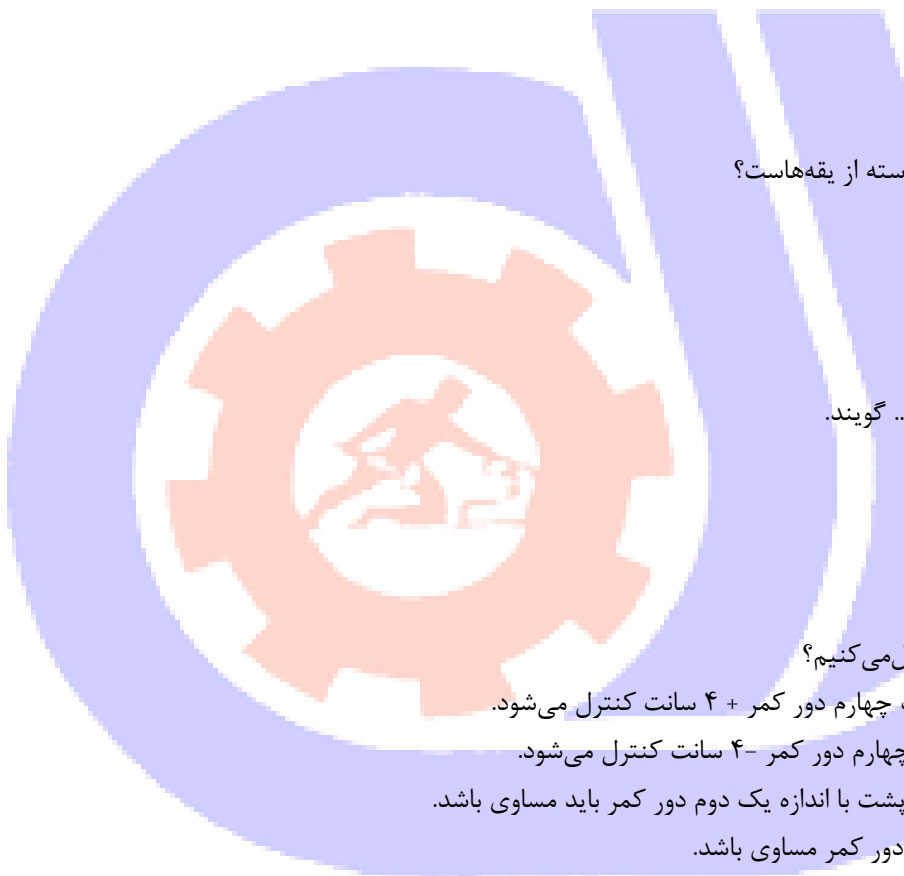 سته از یقه‌هاست؟
.. گویند.
ل‌می‌کنیم؟
چهارم دور کمر + ۴ سانت کنترل می‌شود.
چهارم دور کمر -۴ سانت کنترل می‌شود.
پشت با اندازه یک دوم دور کمر باید مساوی باشد.
دور کمر مساوی باشد.